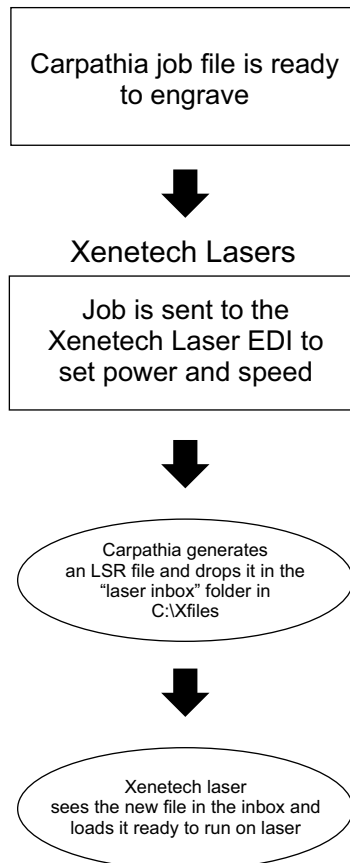 Carpathia job file is ready
to engrave
Xenetech Lasers
Job is sent to the
Xenetech Laser EDI to
set power and speed
Carpathia generates
an LSR file and drops it in the
“laser inbox” folder in
C:\Xfiles
Xenetech laser
sees the new file in the inbox and
loads it ready to run on laser